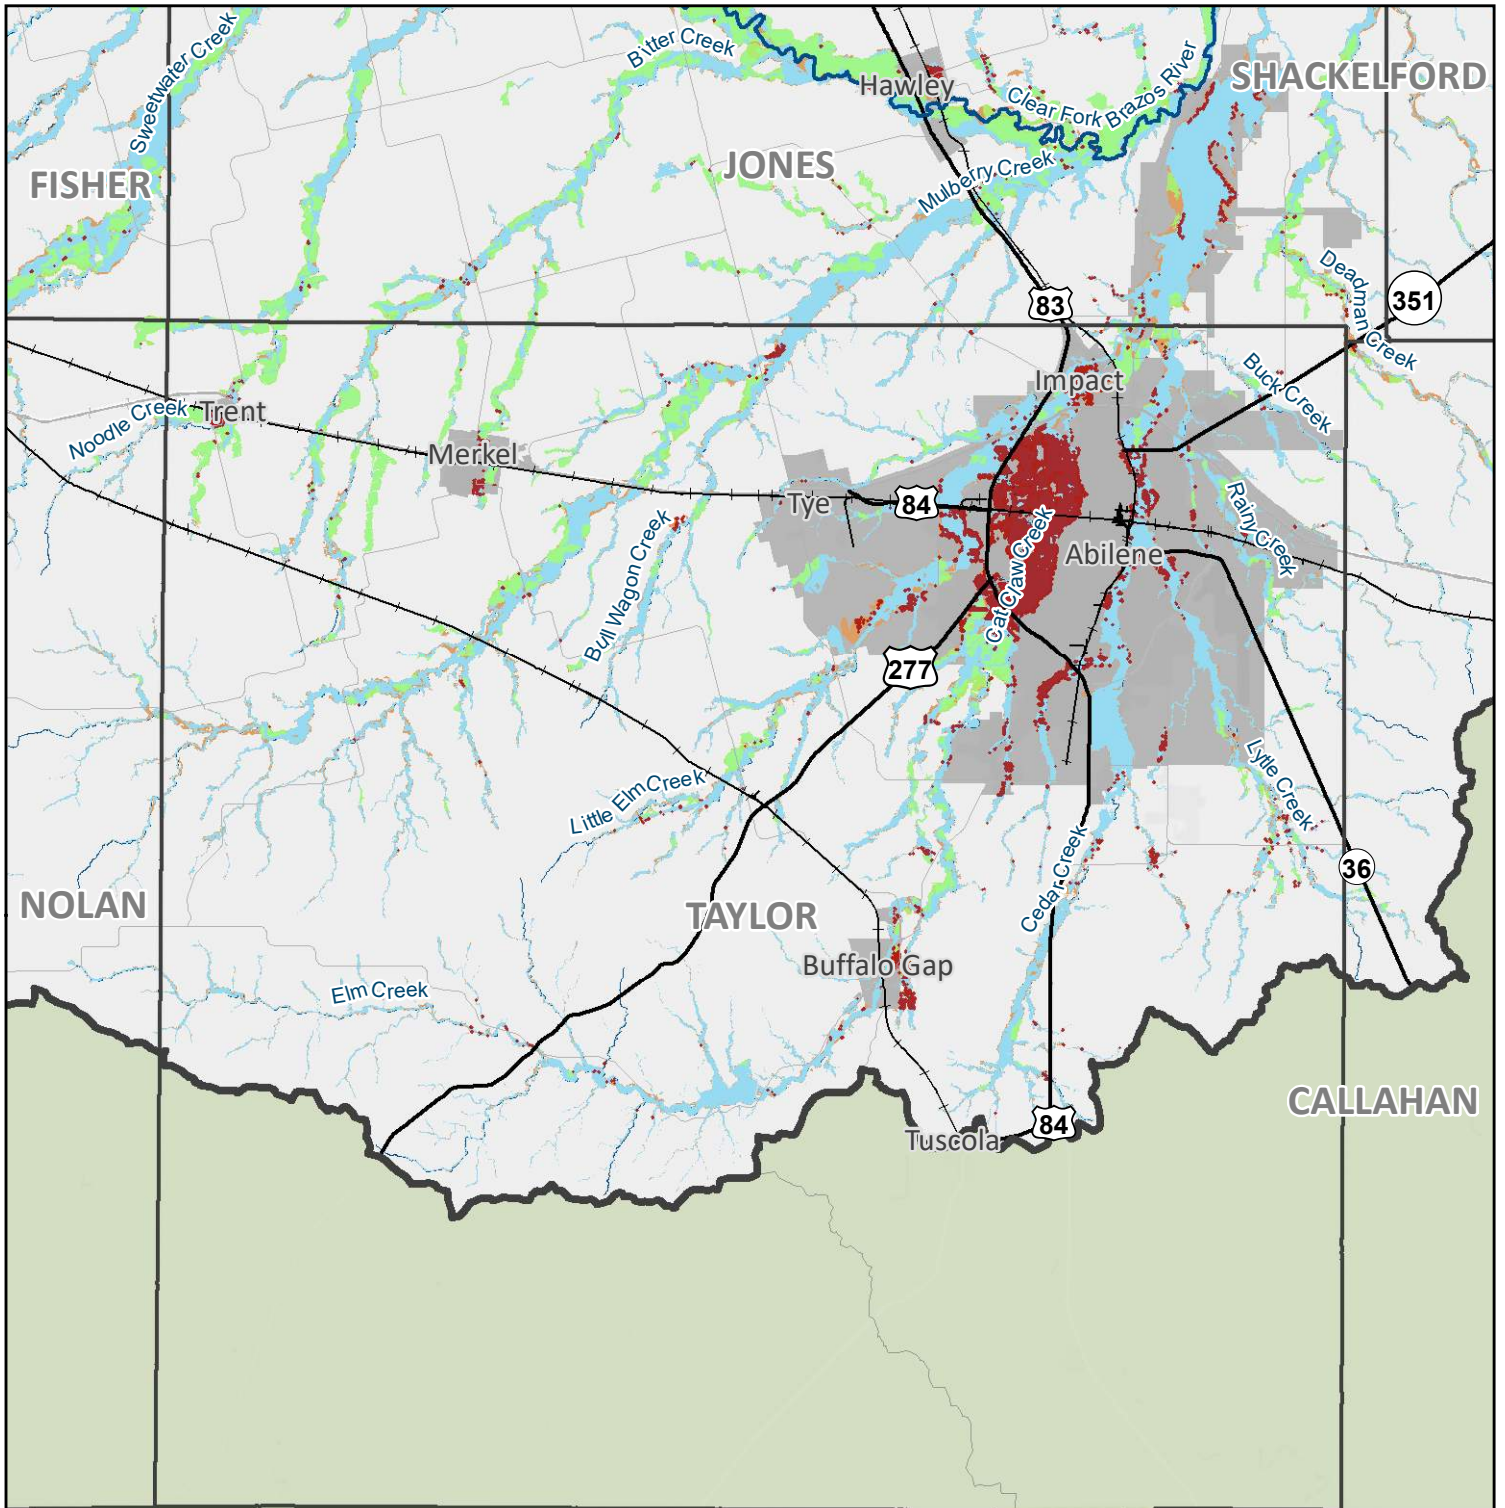 Sweetwater Creek
Bitter Creek
Hawley
Clear Fork Brazos River
SHACKELFORD
FISHER
JONES
Mulberry Creek
Deadman Creek
351
83
Buck Creek
Impact
Noodle Creek
Trent
Merkel
Tye
84
Rainy Creek
Cat Claw Creek
Abilene
Bull Wagon Creek
277
Lytle Creek
Little Elm Creek
Cedar Creek
36
NOLAN
TAYLOR
Buffalo Gap
Elm Creek
CALLAHAN
84
Tuscola